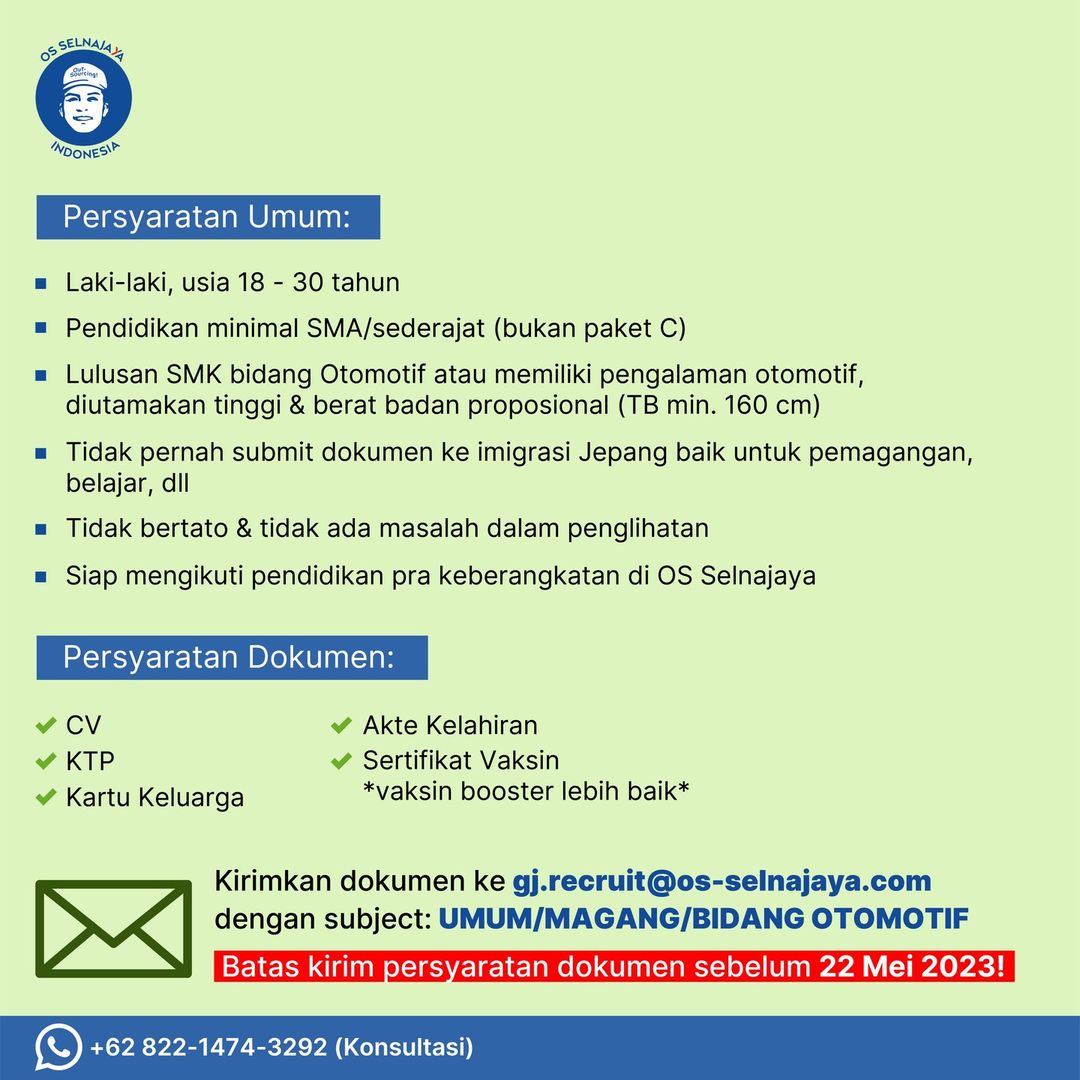 OS SELNAJAYA
Out-
Sourcing!
INDONESIA
Persyaratan Umum:
Laki-laki, usia 18 - 30 tahun
Pendidikan minimal SMA/sederajat (bukan paket C)
Lulusan SMK bidang Otomotif atau memiliki pengalaman otomotif,
diutamakan tinggi & berat badan proposional (TB min. 160 cm)
Tidak pernah submit dokumen ke imigrasi Jepang baik untuk pemagangan,
belajar, dll
Tidak bertato & tidak ada masalah dalam penglihatan
Siap mengikuti pendidikan pra keberangkatan di OS Selnajaya
Persyaratan Dokumen:
CV
KTP
Kartu Keluarga
Akte Kelahiran
Sertifikat Vaksin
*vaksin booster lebih baik*
Kirimkan dokumen ke gj.recruit@os-selnajaya.com
dengan subject: UMUM/MAGANG/BIDANG OTOMOTIF
Batas kirim persyaratan dokumen sebelum 22 Mei 2023!
+62 822-1474-3292 (Konsultasi)